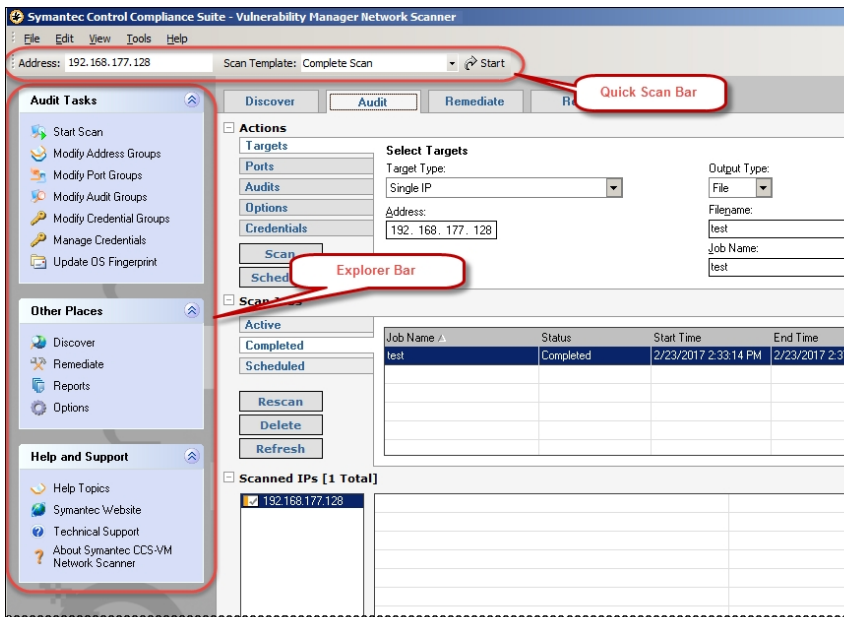 Symantec Control Compliance Suite - Vulnerability Manager Network Scanner
File Edit View Tools Help
Address: 192.168.177.128 Scan Template: Complete Scan Start
Quick Scan Bar
Audit Tasks
Start Scan
Modify Address Groups
Modify Port Groups
Modify Audit Groups
Modify Credential Groups
Manage Credentials
Update OS Fingerprint
Other Places
Discover
Remediate
Reports
Options
Help and Support
Help Topics
Symantec Website
Technical Support
About Symantec CCS-VM
Network Scanner
Explorer Bar
Discover Audit Remediate
Actions
Targets
Ports
Audits
Options
Credentials
Scan
Select Targets
Target Type:
Single IP
Address:
192. 168. 177. 128
Output Type:
File
Filename:
test
Job Name:
test
Active
Completed
Scheduled
Rescan
Delete
Refresh
Job Name Status Start Time End Time
test Completed 2/23/2017 2:33:14 PM 2/23/2017 2:3
Scanned IPs [1 Total]
192.168.177.128